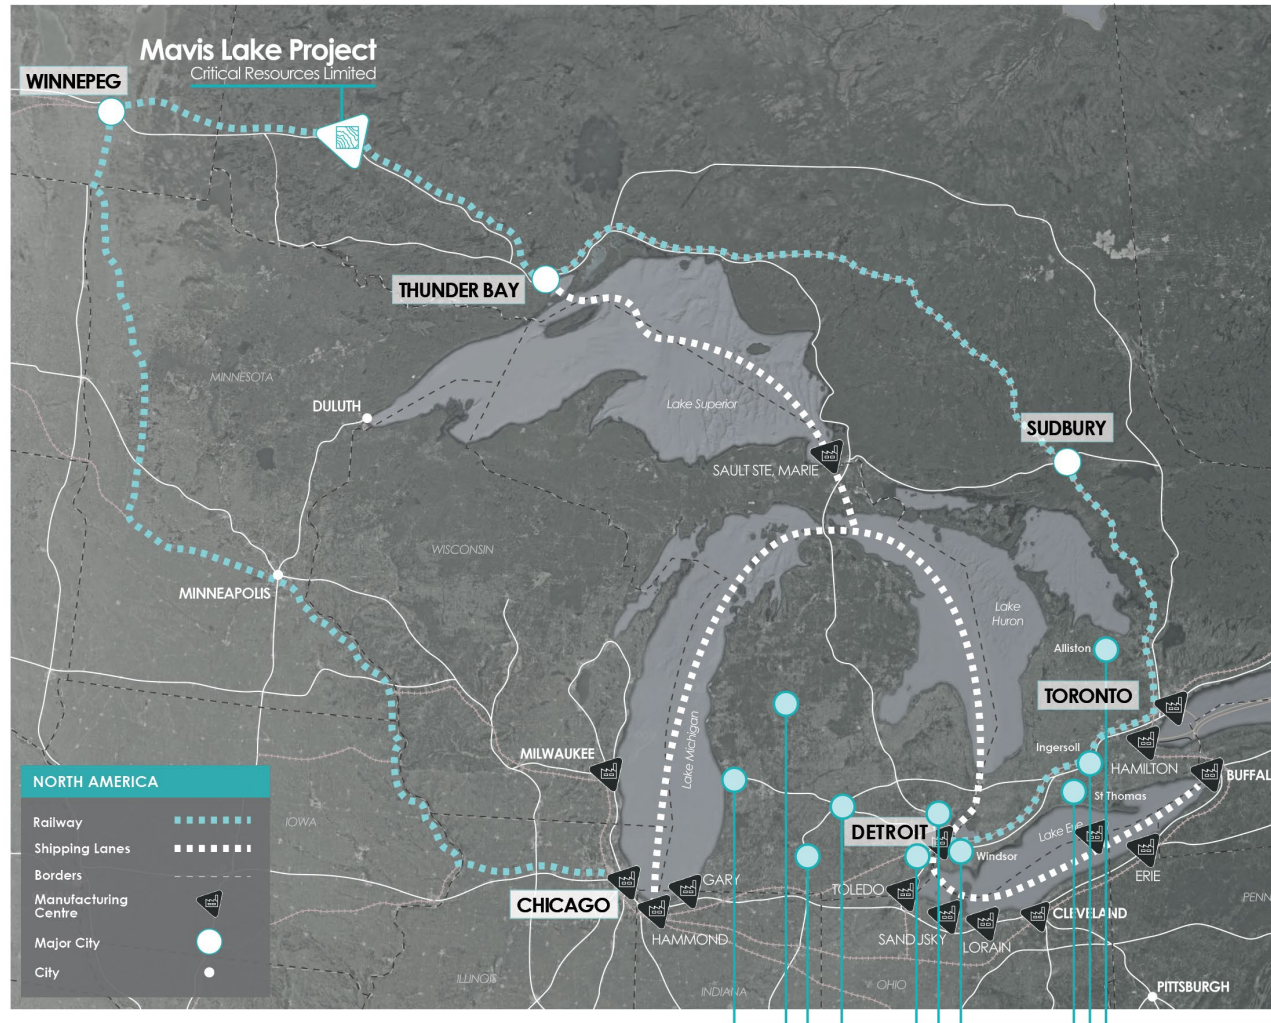 Mavis Lake Project
Critical Resources Limited
WINNEPEG
THUNDER BAY
MINNESOTA
DULUTH
Lake Superior
SUDBURY
SAULT STE, MARIE
WISCONSIN
MINNEAPOLIS
Lake
Huron
Alliston
TORONTO
Lake Michigan
Ingersoll
MILWAUKEE
HAMILTON
BUFFAL
St Thomas
NORTH AMERICA
Railway
Shipping Lanes
Borders
Manufacturing
Centre
Major City
City
IOWA
DETROIT
Lake Erie
Windsor
ERIE
GARY
TOLEDO
CHICAGO
PENN
CLEVELAND
HAMMOND
SANDUSKY
LORAIN
ILLINOIS
INDIANA
OHIO
PITTSBURGH